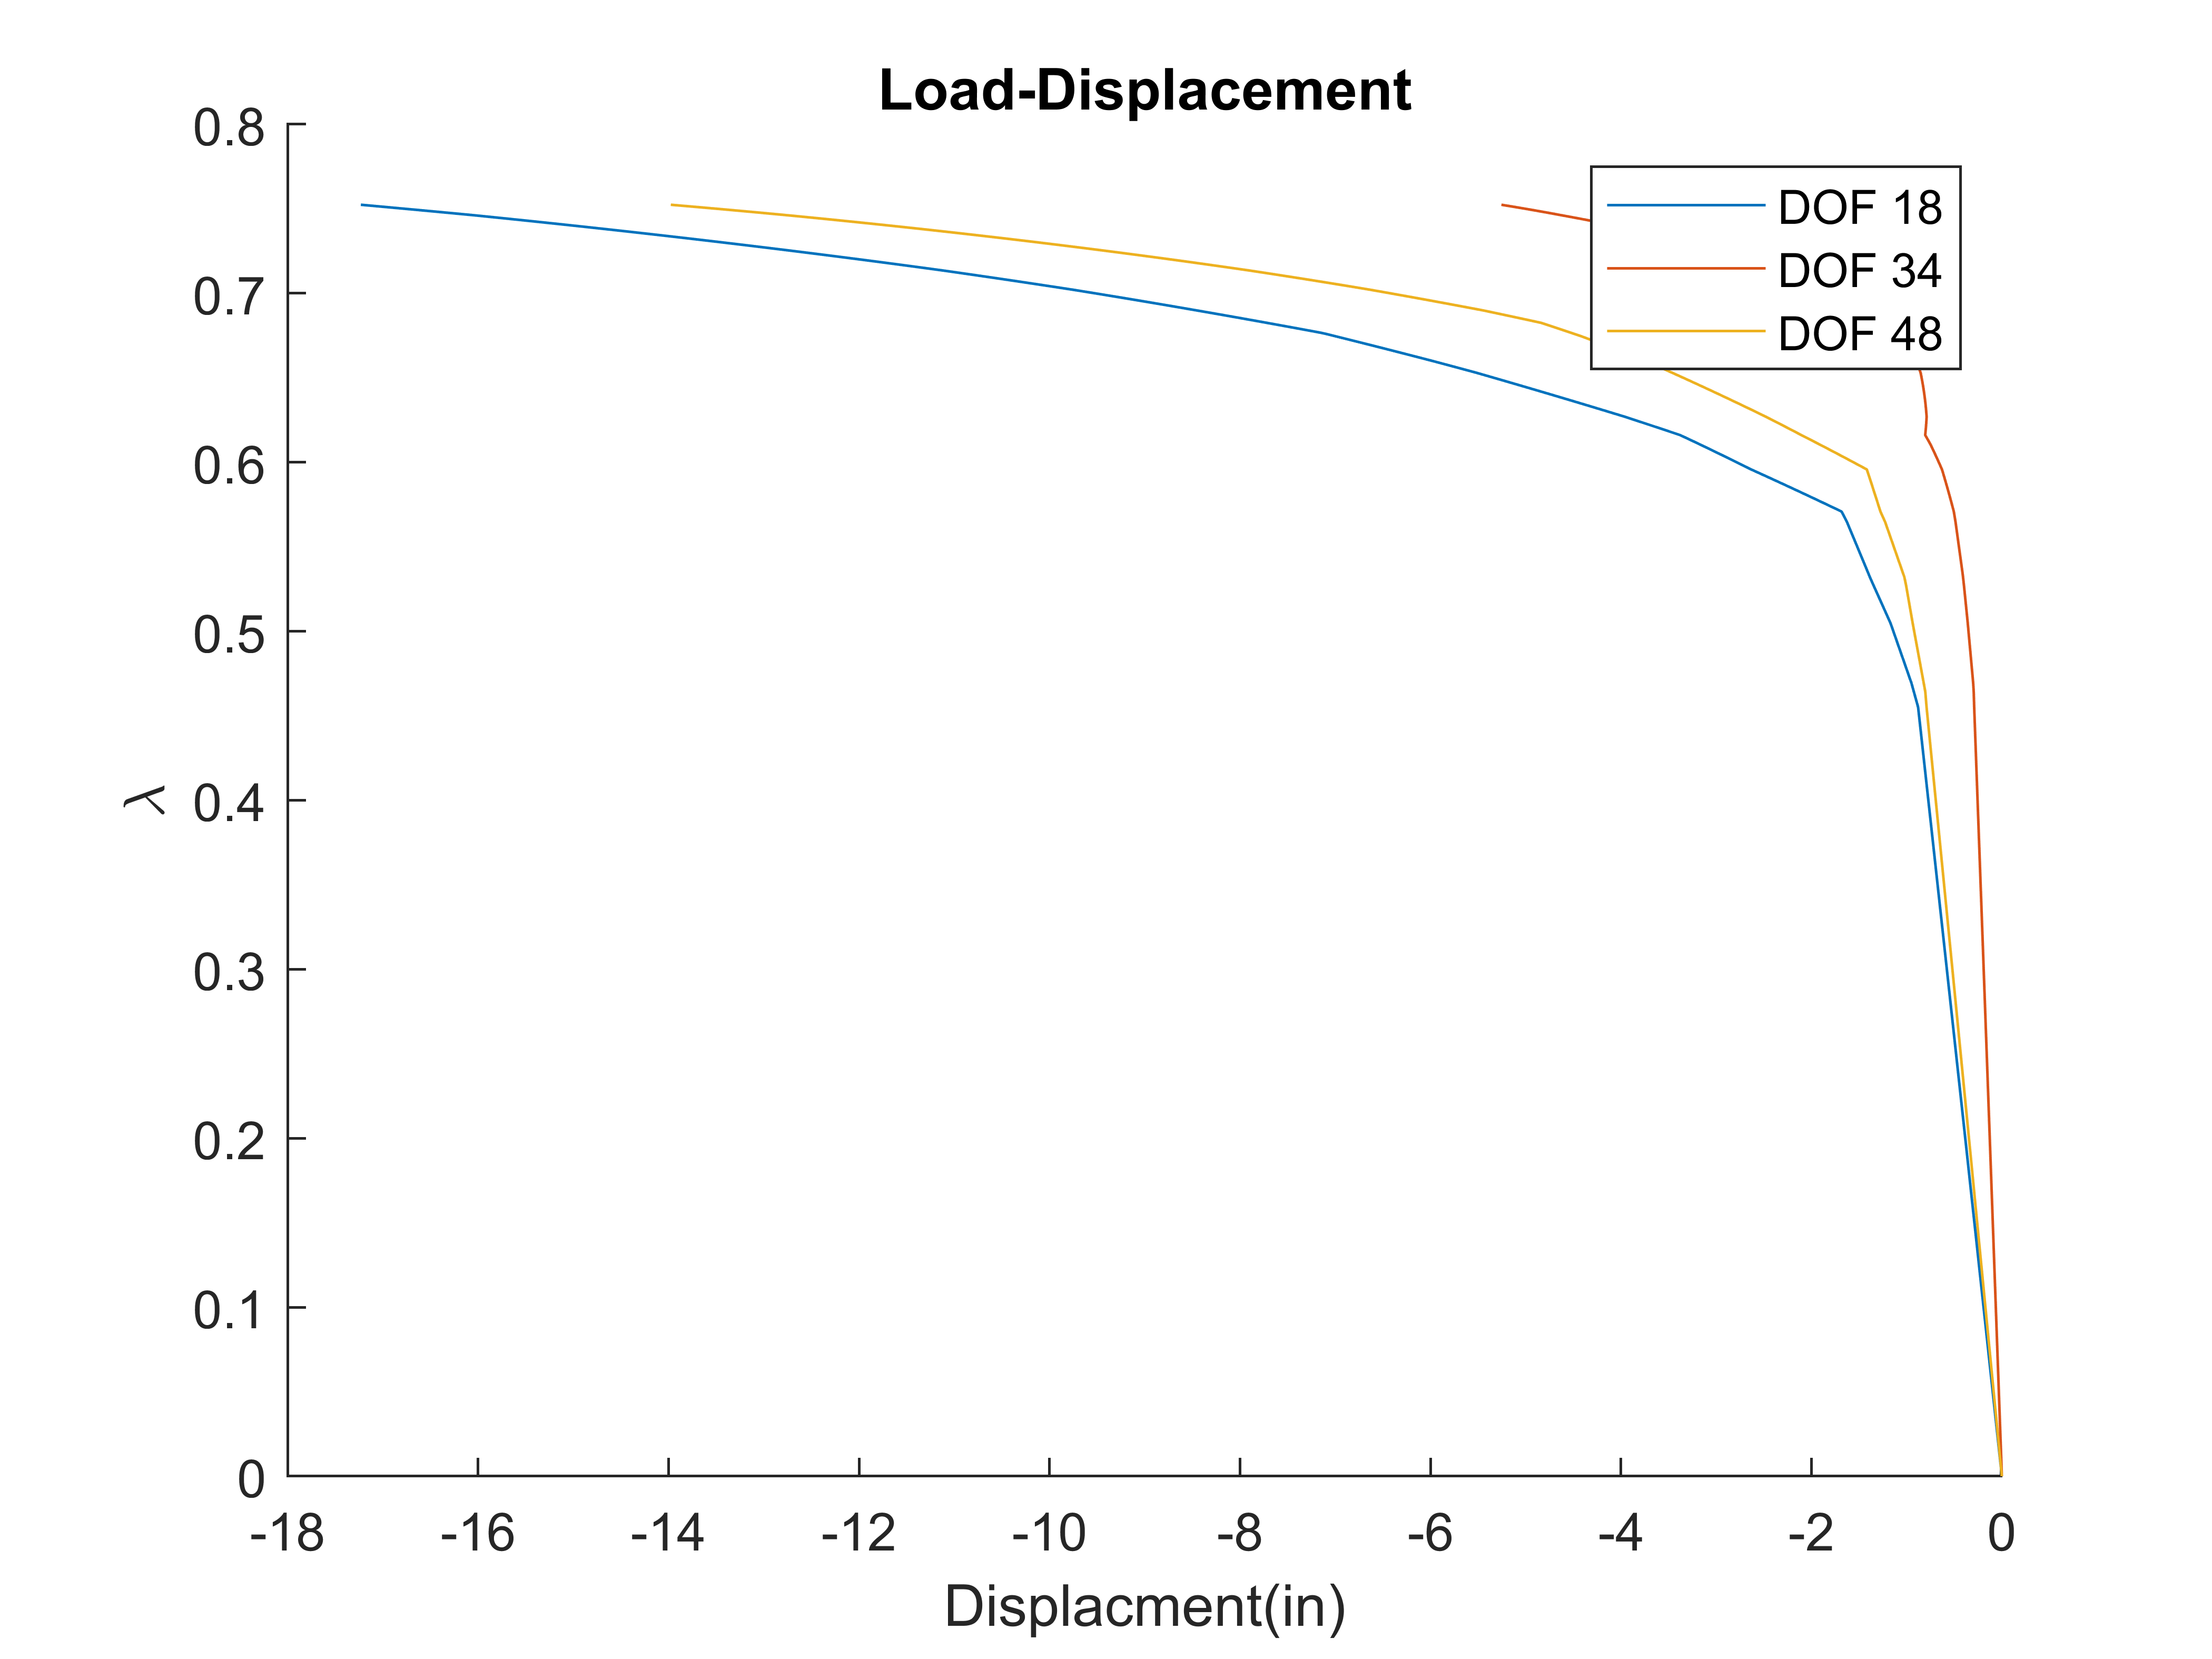 Load-Displacement
0.8
0.7
0.6
0.5
0.4
0.3
0.2
0.1
0
λ
DOF 18
DOF 34
DOF 48
-18 -16 -14 -12 -10 -8 -6 -4 -2 0
Displacment(in)